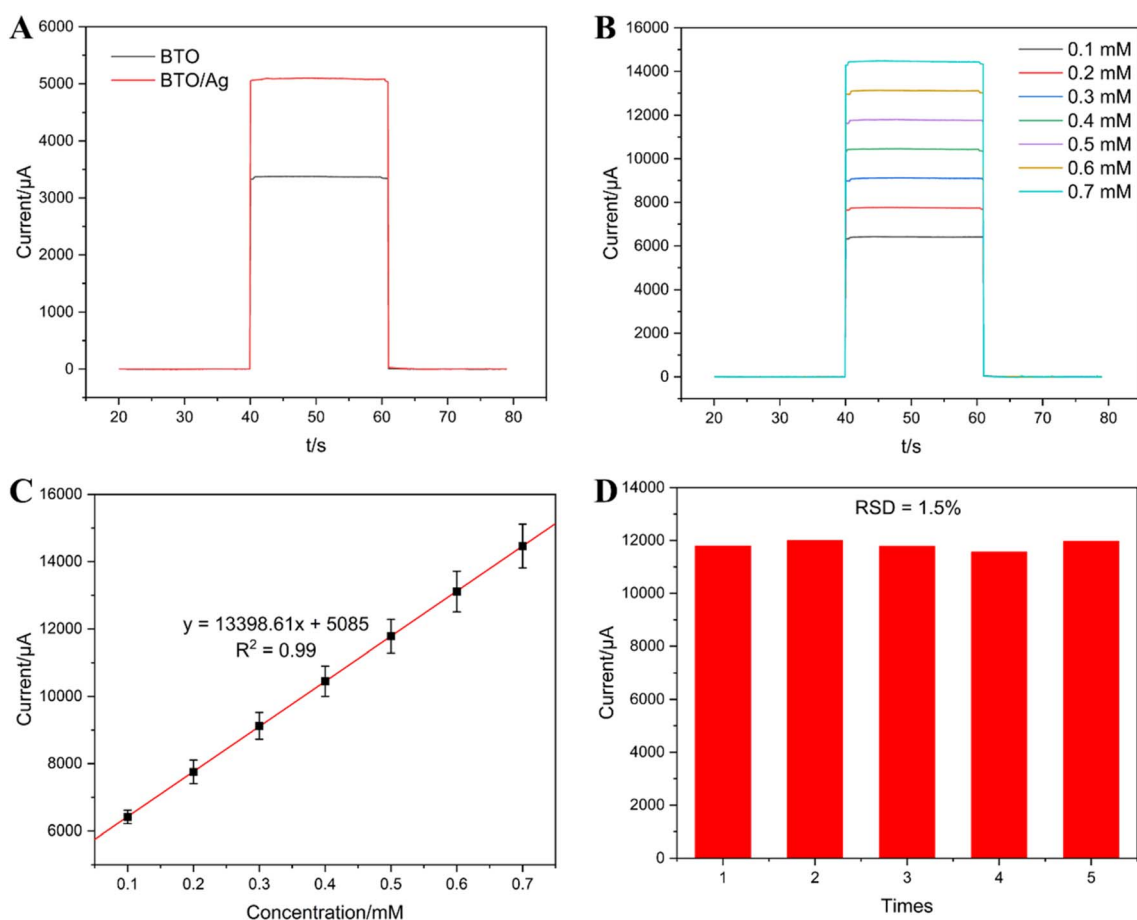 A
BTO
BTO/Ag
6000
5000
4000
3000
2000
1000
0
Current/μA
20 30 40 50 60 70 80
t/s
B
0.1 mM
0.2 mM
0.3 mM
0.4 mM
0.5 mM
0.6 mM
0.7 mM
16000
14000
12000
10000
8000
6000
4000
2000
0
Current/μA
20 30 40 50 60 70 80
t/s
C
y = 13398.61x + 5085
R² = 0.99
16000
14000
12000
10000
8000
6000
Current/μA
0.1 0.2 0.3 0.4 0.5 0.6 0.7
Concentration/mM
D
RSD = 1.5%
14000
12000
10000
8000
6000
4000
2000
0
Current/μA
1 2 3 4 5
Times